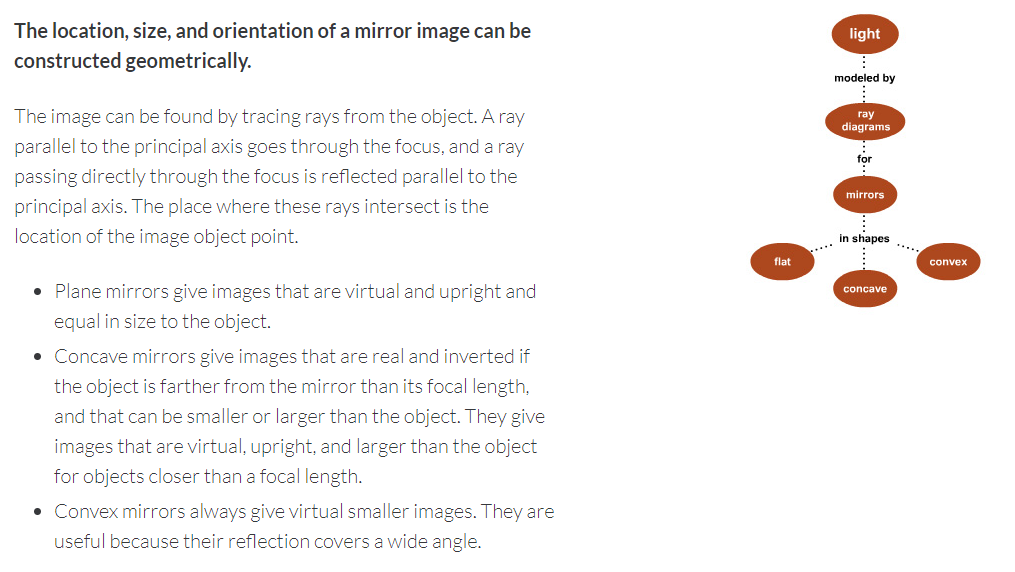 The location, size, and orientation of a mirror image can be
constructed geometrically.
The image can be found by tracing rays from the object. A ray
parallel to the principal axis goes through the focus, and a ray
passing directly through the focus is reflected parallel to the
principal axis. The place where these rays intersect is the
location of the image object point.
• Plane mirrors give images that are virtual and upright and
equal in size to the object.
• Concave mirrors give images that are real and inverted if
the object is farther from the mirror than its focal length,
and that can be smaller or larger than the object. They give
images that are virtual, upright, and larger than the object
for objects closer than a focal length.
• Convex mirrors always give virtual smaller images. They are
useful because their reflection covers a wide angle.
light
modeled by
ray
diagrams
for
mirrors
in shapes
flat
concave
convex